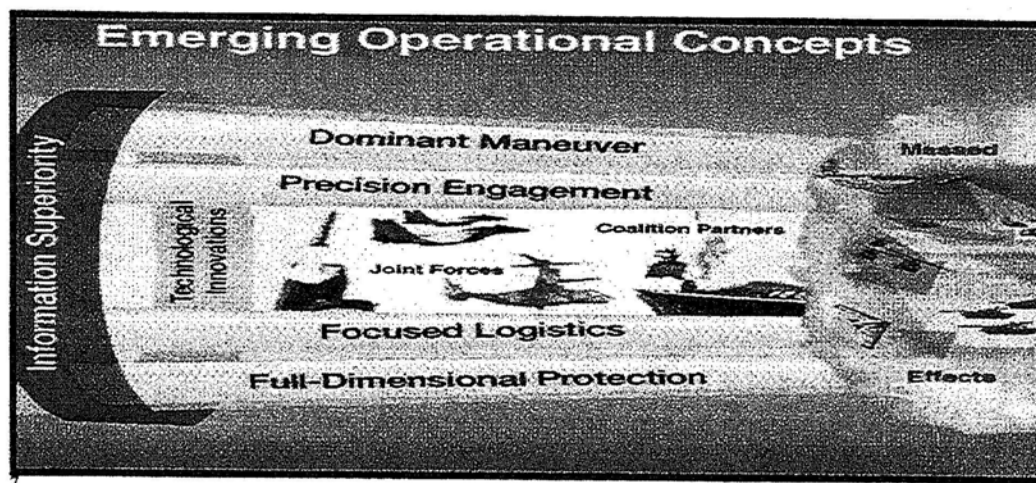 Emerging Operational Concepts
Information Superiority
Technological
Innovations
Dominant Maneuver
Precision Engagement
Coalition Partners
Joint Forces
Focused Logistics
Full-Dimensional Protection
Massed
Effects